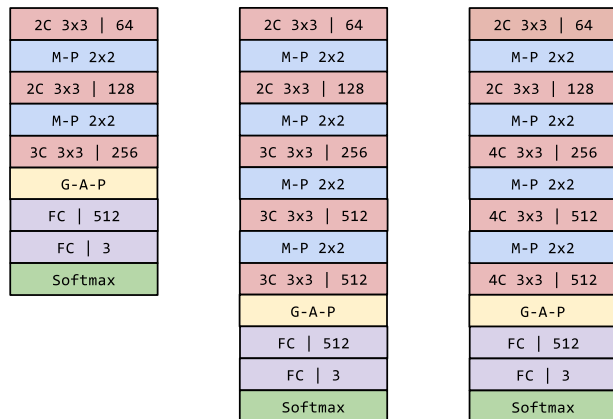 2C 3x3 | 64
M-P 2x2
2C 3x3 | 128
M-P 2x2
3C 3x3 | 256
G-A-P
FC | 512
FC | 3
Softmax
2C 3x3 | 64
M-P 2x2
2C 3x3 | 128
M-P 2x2
3C 3x3 | 256
M-P 2x2
3C 3x3 | 512
M-P 2x2
3C 3x3 | 512
G-A-P
FC | 512
FC | 3
Softmax
2C 3x3 | 64
M-P 2x2
2C 3x3 | 128
M-P 2x2
4C 3x3 | 256
M-P 2x2
4C 3x3 | 512
M-P 2x2
4C 3x3 | 512
G-A-P
FC | 512
FC | 3
Softmax